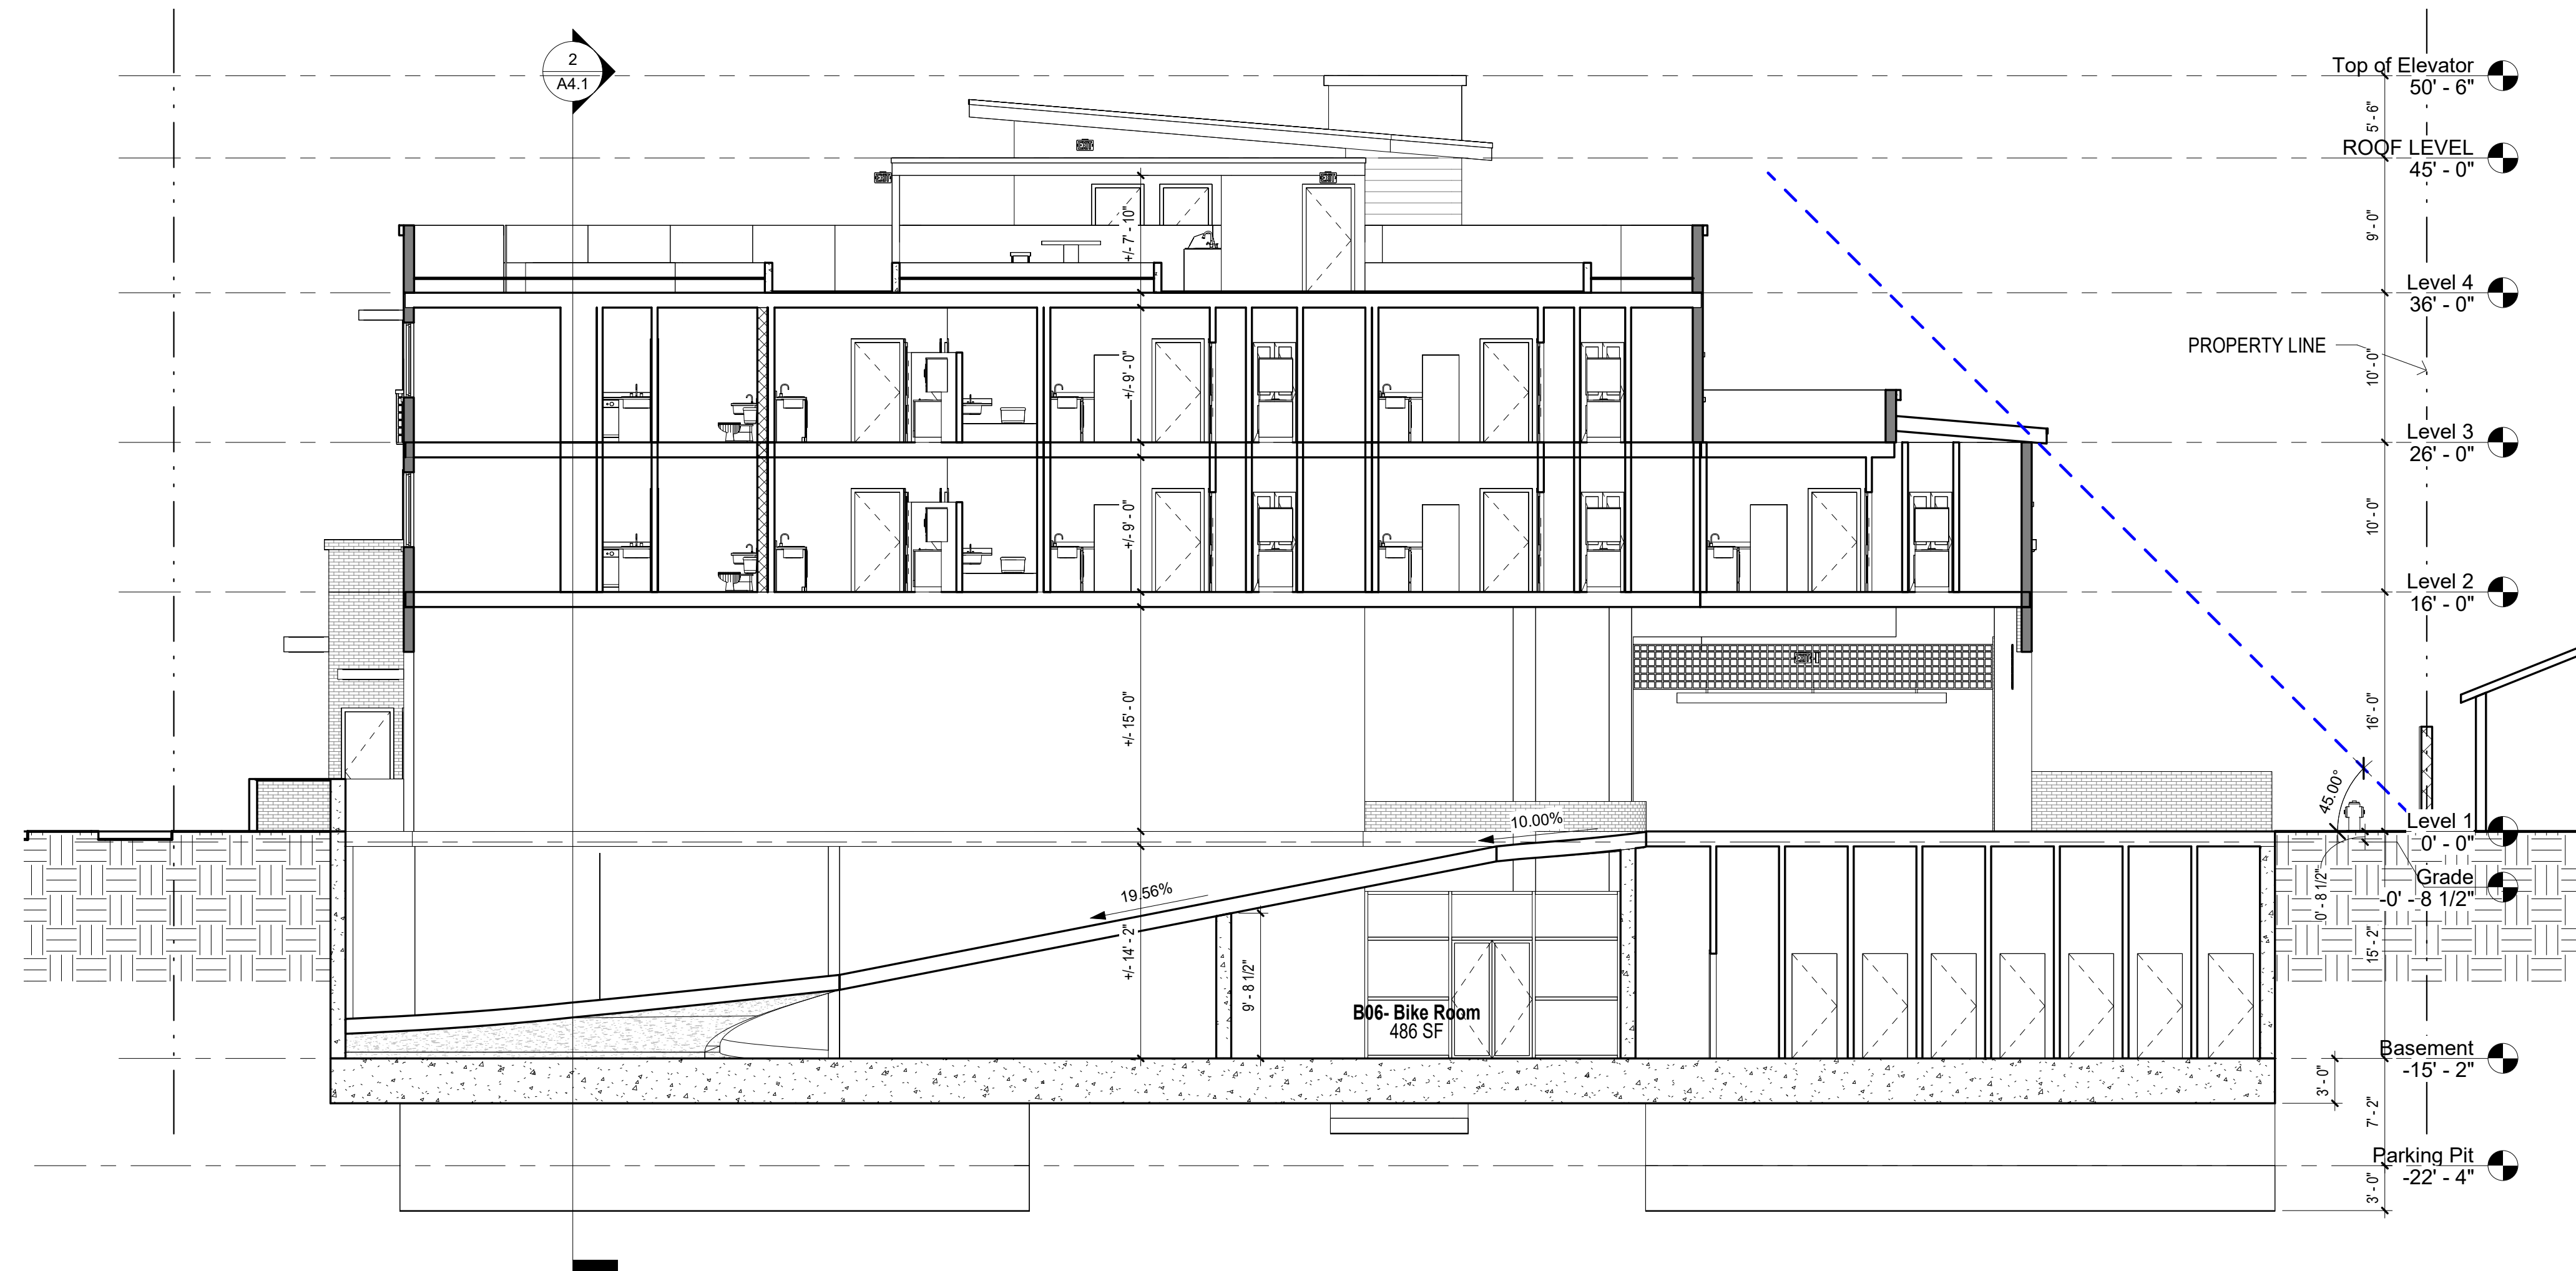 2
A4.1
Top of Elevator
50' - 6"
5' - 6"
ROOF LEVEL
45' - 0"
9' - 0"
+/- 7' - 10"
Level 4
36' - 0"
PROPERTY LINE
10' - 0"
+/- 9' - 0"
Level 3
26' - 0"
10' - 0"
+/- 9' - 0"
Level 2
16' - 0"
16' - 0"
+/- 15' - 0"
45.00°
10.00%
Level 1
0' - 0"
19.56%
Grade
-0' - 8 1/2"
0' - 8 1/2"
+/- 14' - 2"
15' - 2"
9' - 8 1/2"
B06- Bike Room
486 SF
Basement
-15' - 2"
3' - 0"
7' - 2"
Parking Pit
-22' - 4"
3' - 0"